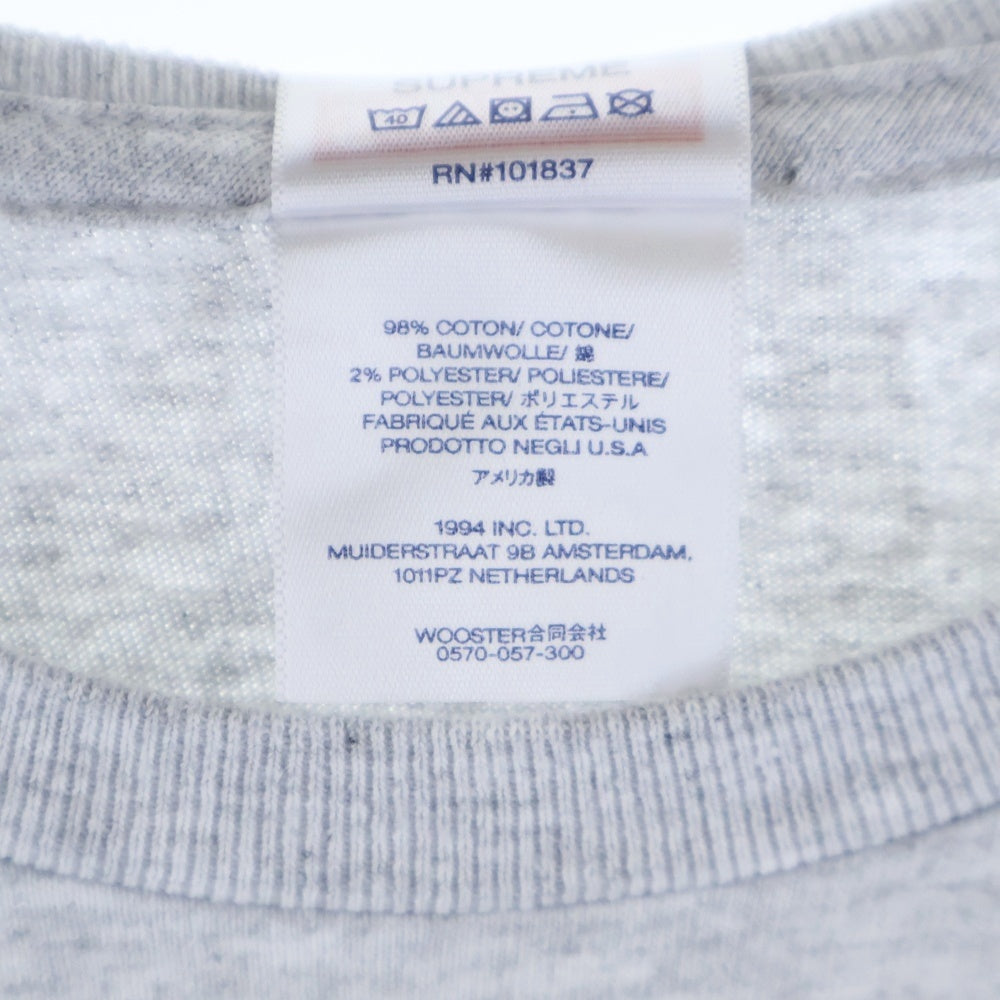 SUPREME
40
RN#101837
98% COTON/ COTONE/
BAUMWOLLE/ 綿
2% POLYESTER/ POLIESTERE/
POLYESTER/ ポリエステル
FABRIQUÉ AUX ÉTATS-UNIS
PRODOTTO NEGLI U.S.A
アメリカ製
1994 INC. LTD.
MUIDERSTRAAT 9B AMSTERDAM,
1011PZ NETHERLANDS
WOOSTER合同会社
0570-057-300